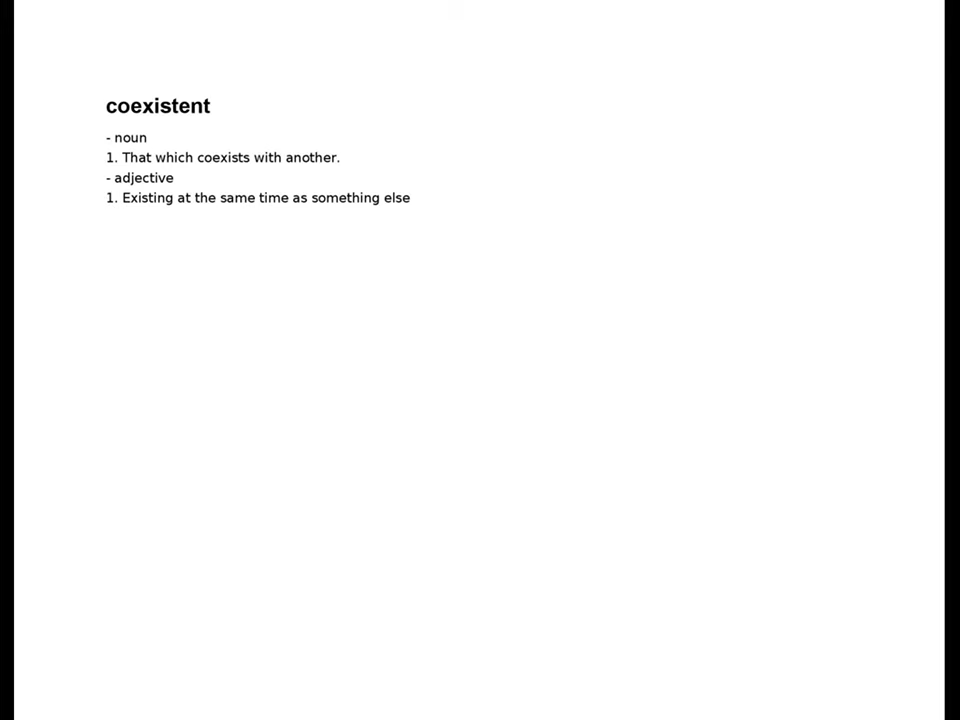 coexistent
- noun
1. That which coexists with another.
- adjective
1. Existing at the same time as something else